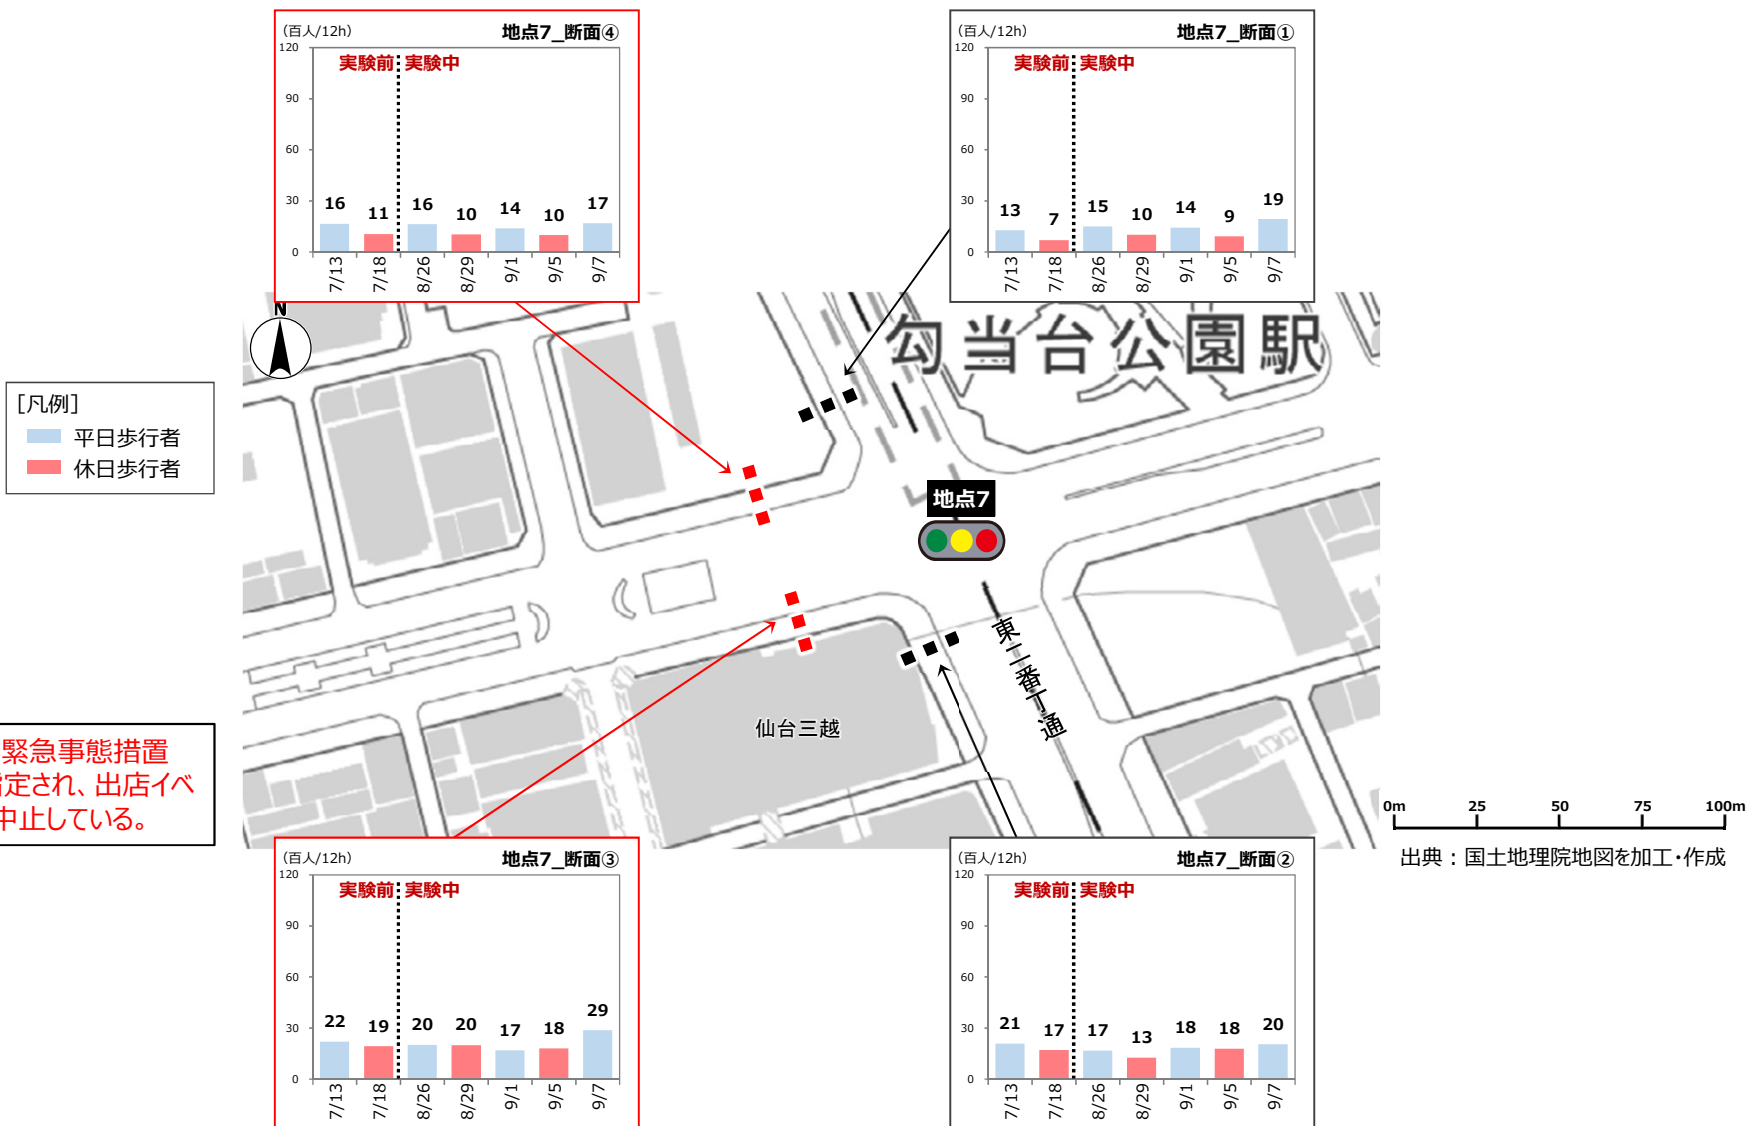 (百人/12h) 地点7_断面④
120
実験前 実験中
90
60
30
16 11 16 10 14 10 17
0
7/13 7/18 8/26 8/29 9/1 9/5 9/7
(百人/12h) 地点7_断面①
120
実験前 実験中
90
60
30
13 7 15 10 14 9 19
0
7/13 7/18 8/26 8/29 9/1 9/5 9/7
N
勾当台公園駅
[凡例]
平日歩行者
休日歩行者
地点7
東二番丁通
仙台三越
緊急事態措置
指定され、出店イベ
中止している。
0m 25 50 75 100m
出典：国土地理院地図を加工・作成
(百人/12h) 地点7_断面③
120
実験前 実験中
90
60
30
22 19 20 20 17 18 29
0
7/13 7/18 8/26 8/29 9/1 9/5 9/7
(百人/12h) 地点7_断面②
120
実験前 実験中
90
60
30
21 17 17 13 18 18 20
0
7/13 7/18 8/26 8/29 9/1 9/5 9/7